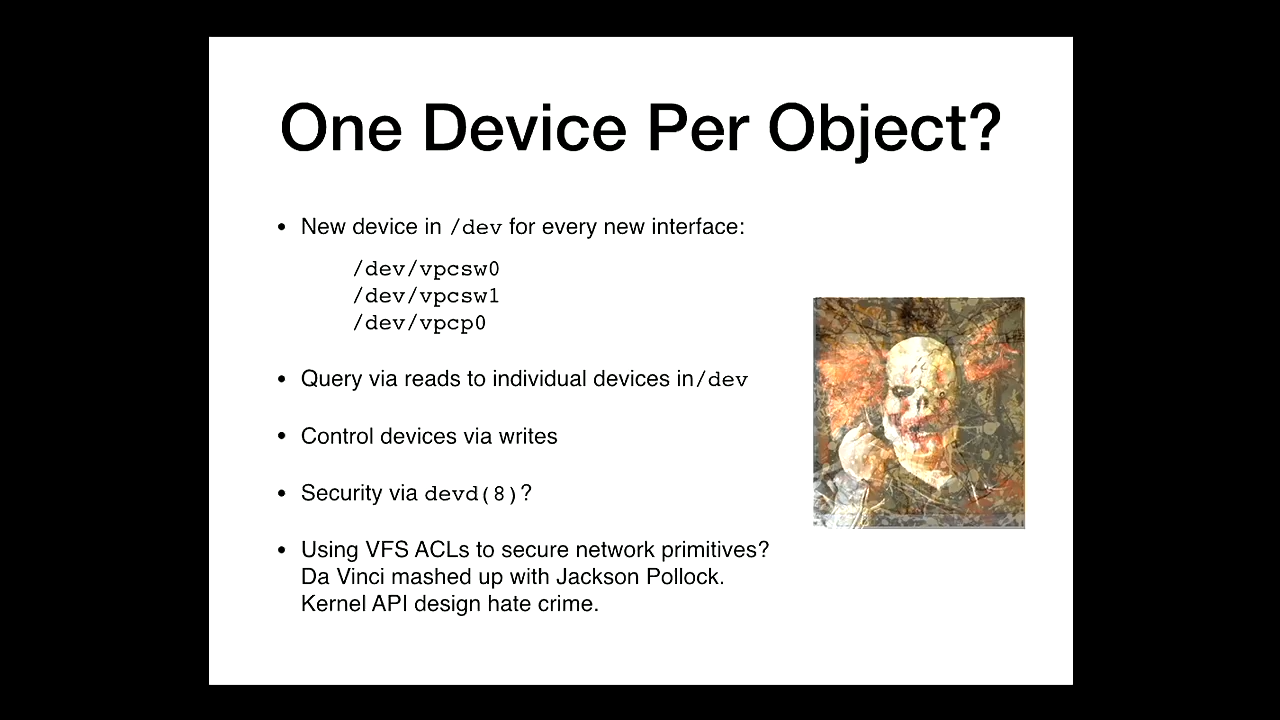 One Device Per Object?
• New device in /dev for every new interface:
/dev/vpcsw0
/dev/vpcsw1
/dev/vpcp0
• Query via reads to individual devices in/dev
• Control devices via writes
• Security via devd(8)?
• Using VFS ACLs to secure network primitives?
Da Vinci mashed up with Jackson Pollock.
Kernel API design hate crime.